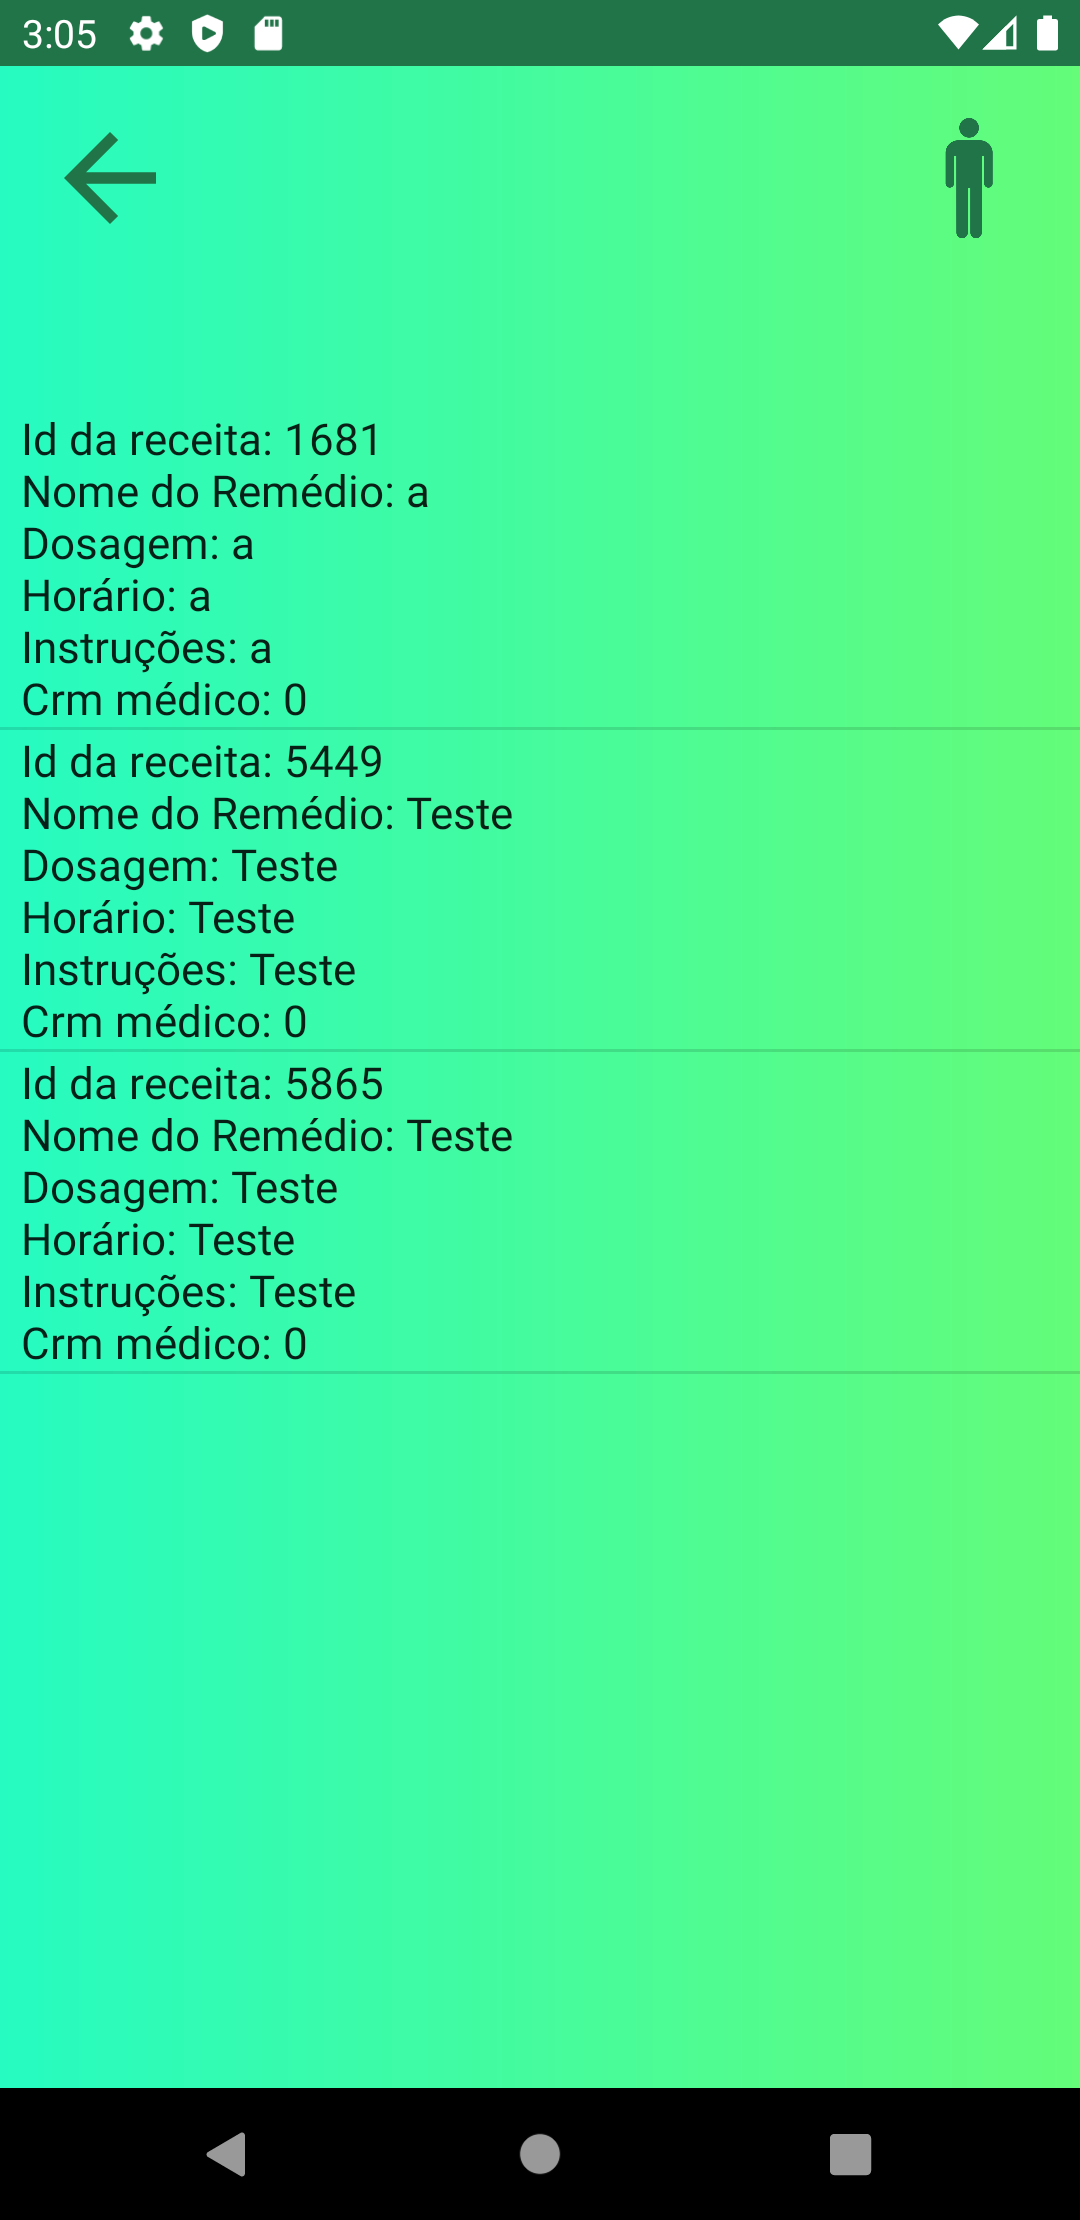 3:05
Id da receita: 1681
Nome do Remédio: a
Dosagem: a
Horário: a
Instruções: a
Crm médico: 0
Id da receita: 5449
Nome do Remédio: Teste
Dosagem: Teste
Horário: Teste
Instruções: Teste
Crm médico: 0
Id da receita: 5865
Nome do Remédio: Teste
Dosagem: Teste
Horário: Teste
Instruções: Teste
Crm médico: 0